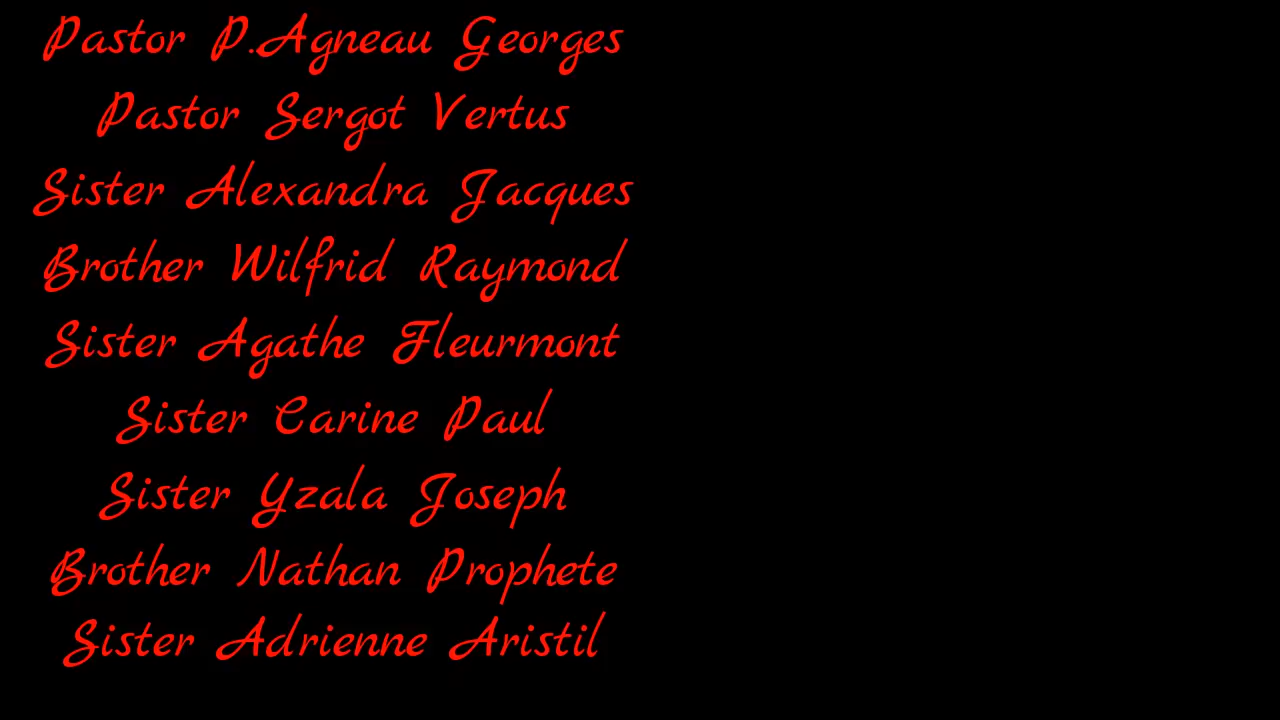 Pastor P.Agneau Georges
Pastor Sergot Vertus
Sister Alexandra Jacques
Brother Wilfrid Raymond
Sister Agathe Fleurmont
Sister Carine Paul
Sister Yzala Joseph
Brother Nathan Prophete
Sister Adrienne Aristil